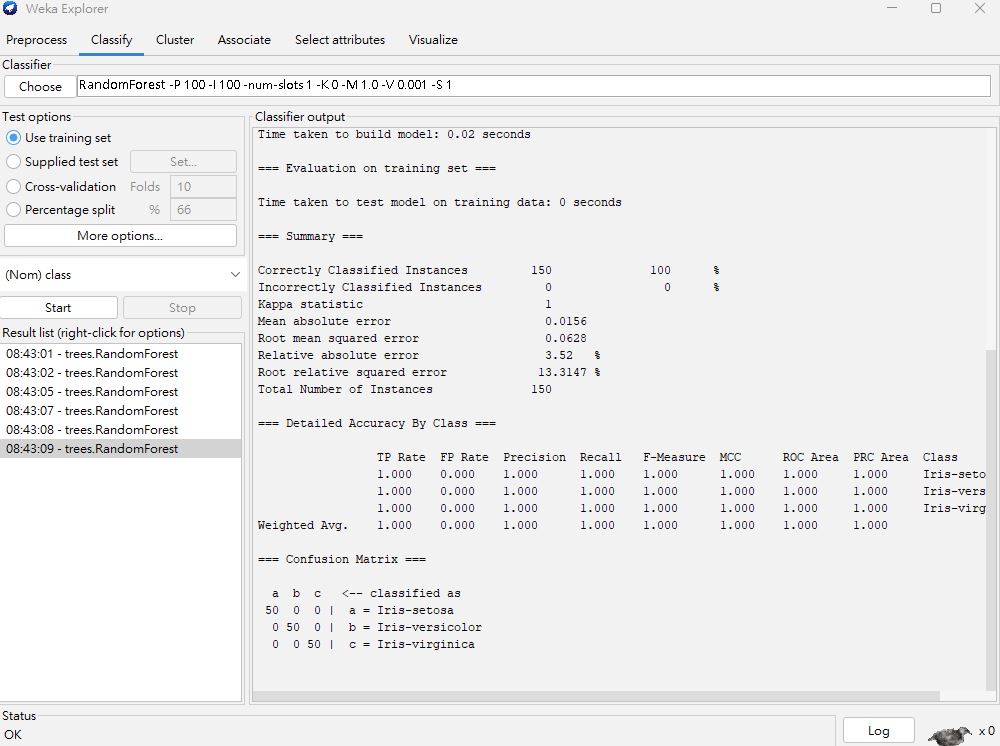 Weka Explorer
Preprocess Classify Cluster Associate Select attributes Visualize
Classifier
Choose RandomForest -P 100 -I 100 -num-slots 1 -K 0 -M 1.0 -V 0.001 -S 1
Test options
Use training set
Supplied test set Set...
Cross-validation Folds 10
Percentage split % 66
More options...
(Nom) class
Start Stop
Result list (right-click for options)
08:43:01 - trees.RandomForest
08:43:02 - trees.RandomForest
08:43:05 - trees.RandomForest
08:43:07 - trees.RandomForest
08:43:08 - trees.RandomForest
08:43:09 - trees.RandomForest
Classifier output
Time taken to build model: 0.02 seconds
=== Evaluation on training set ===
Time taken to test model on training data: 0 seconds
=== Summary ===
Correctly Classified Instances 150 100 %
Incorrectly Classified Instances 0 0 %
Kappa statistic 1
Mean absolute error 0.0156
Root mean squared error 0.0628
Relative absolute error 3.52 %
Root relative squared error 13.3147 %
Total Number of Instances 150
=== Detailed Accuracy By Class ===
TP Rate FP Rate Precision Recall F-Measure MCC ROC Area PRC Area Class
1.000 0.000 1.000 1.000 1.000 1.000 1.000 1.000 Iris-seto
1.000 0.000 1.000 1.000 1.000 1.000 1.000 1.000 Iris-vers
1.000 0.000 1.000 1.000 1.000 1.000 1.000 1.000 Iris-virg
Weighted Avg. 1.000 0.000 1.000 1.000 1.000 1.000 1.000 1.000
=== Confusion Matrix ===
a b c <-- classified as
50 0 0 | a = Iris-setosa
0 50 0 | b = Iris-versicolor
0 0 50 | c = Iris-virginica
Status
OK
Log x 0